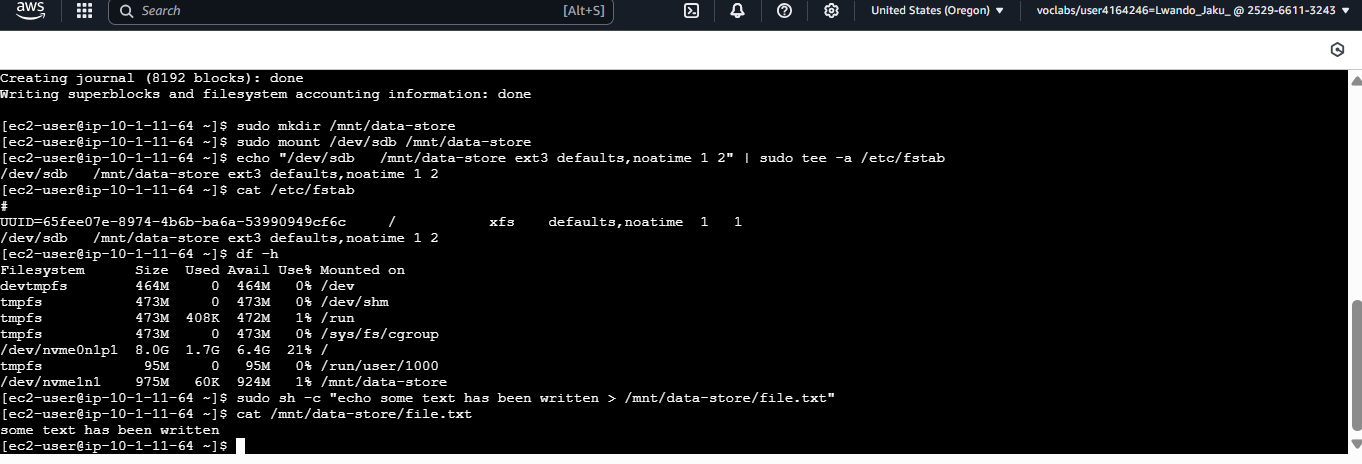 aws
Search [Alt+S] United States (Oregon) voclabs/user4164246=Lwando_Jaku_ @ 2529-6611-3243
Creating journal (8192 blocks): done
Writing superblocks and filesystem accounting information: done
[ec2-user@ip-10-1-11-64 ~]$ sudo mkdir /mnt/data-store
[ec2-user@ip-10-1-11-64 ~]$ sudo mount /dev/sdb /mnt/data-store
[ec2-user@ip-10-1-11-64 ~]$ echo "/dev/sdb   /mnt/data-store ext3 defaults,noatime 1 2" | sudo tee -a /etc/fstab
/dev/sdb   /mnt/data-store ext3 defaults,noatime 1 2
[ec2-user@ip-10-1-11-64 ~]$ cat /etc/fstab
#
UUID=65fee07e-8974-4b6b-ba6a-53990949cf6c     /           xfs    defaults,noatime  1   1
/dev/sdb   /mnt/data-store ext3 defaults,noatime 1 2
[ec2-user@ip-10-1-11-64 ~]$ df -h
Filesystem      Size  Used Avail Use% Mounted on
devtmpfs        464M     0  464M   0% /dev
tmpfs           473M     0  473M   0% /dev/shm
tmpfs           473M  408K  472M   1% /run
tmpfs           473M     0  473M   0% /sys/fs/cgroup
/dev/nvme0n1p1  8.0G  1.7G  6.4G  21% /
tmpfs            95M     0   95M   0% /run/user/1000
/dev/nvme1n1    975M   60K  924M   1% /mnt/data-store
[ec2-user@ip-10-1-11-64 ~]$ sudo sh -c "echo some text has been written > /mnt/data-store/file.txt"
[ec2-user@ip-10-1-11-64 ~]$ cat /mnt/data-store/file.txt
some text has been written
[ec2-user@ip-10-1-11-64 ~]$